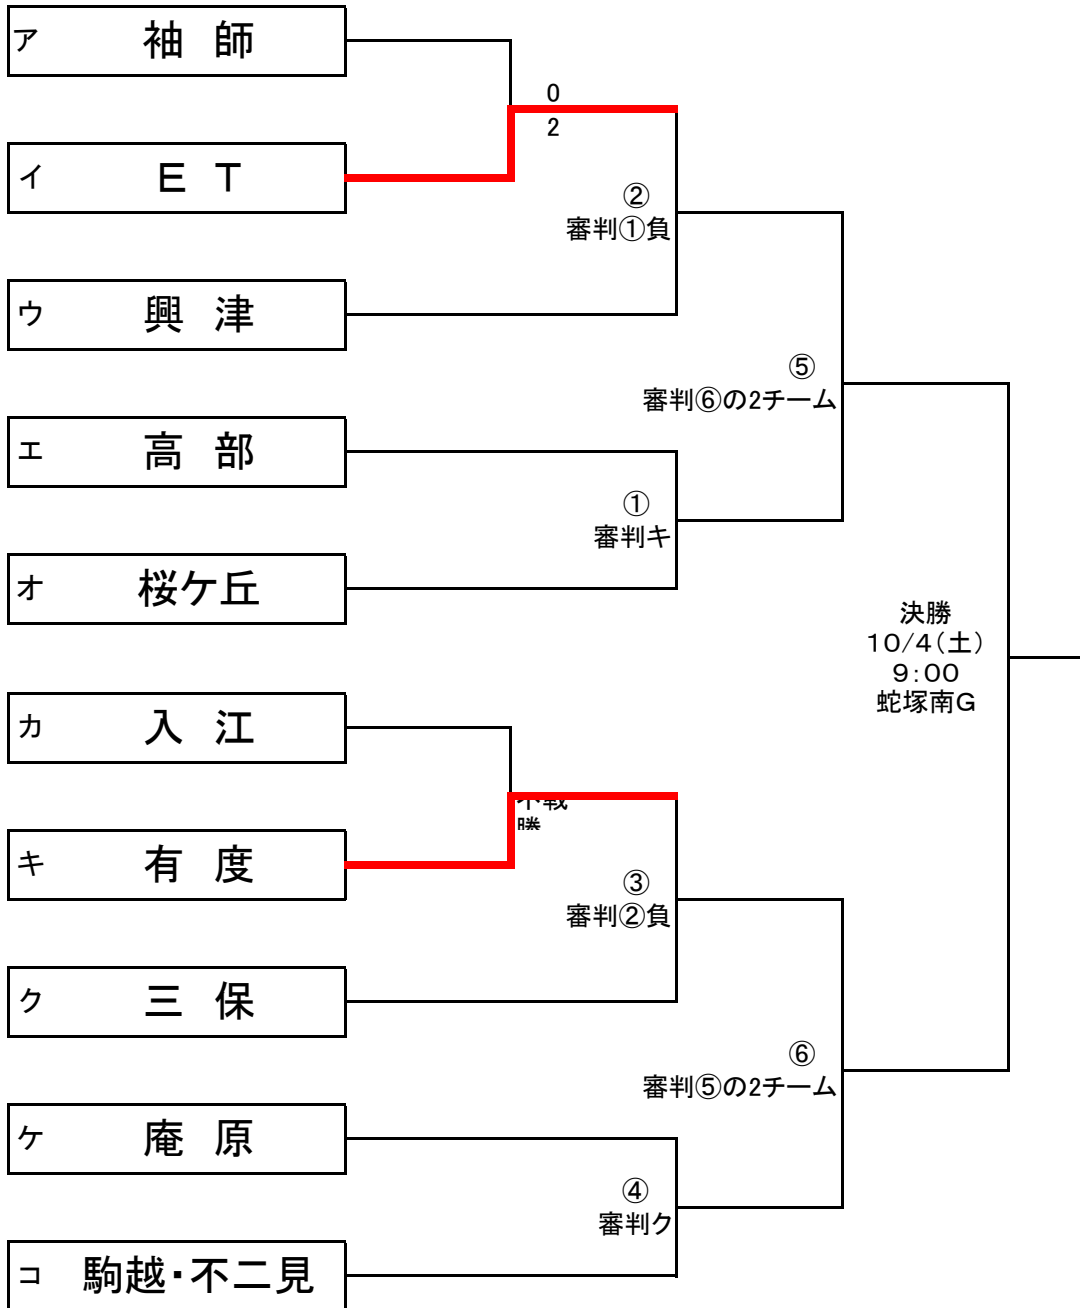 ア 袖 師
0
2
イ E T
②
審判①負
ウ 興 津
⑤
審判⑥の2チーム
エ 高 部
①
審判キ
オ 桜ケ丘
決勝
10/4(土)
9:00
蛇塚南G
カ 入 江
不戦
勝
キ 有 度
③
審判②負
ク 三 保
⑥
審判⑤の2チーム
ケ 庵 原
④
審判ク
コ 駒越・不二見